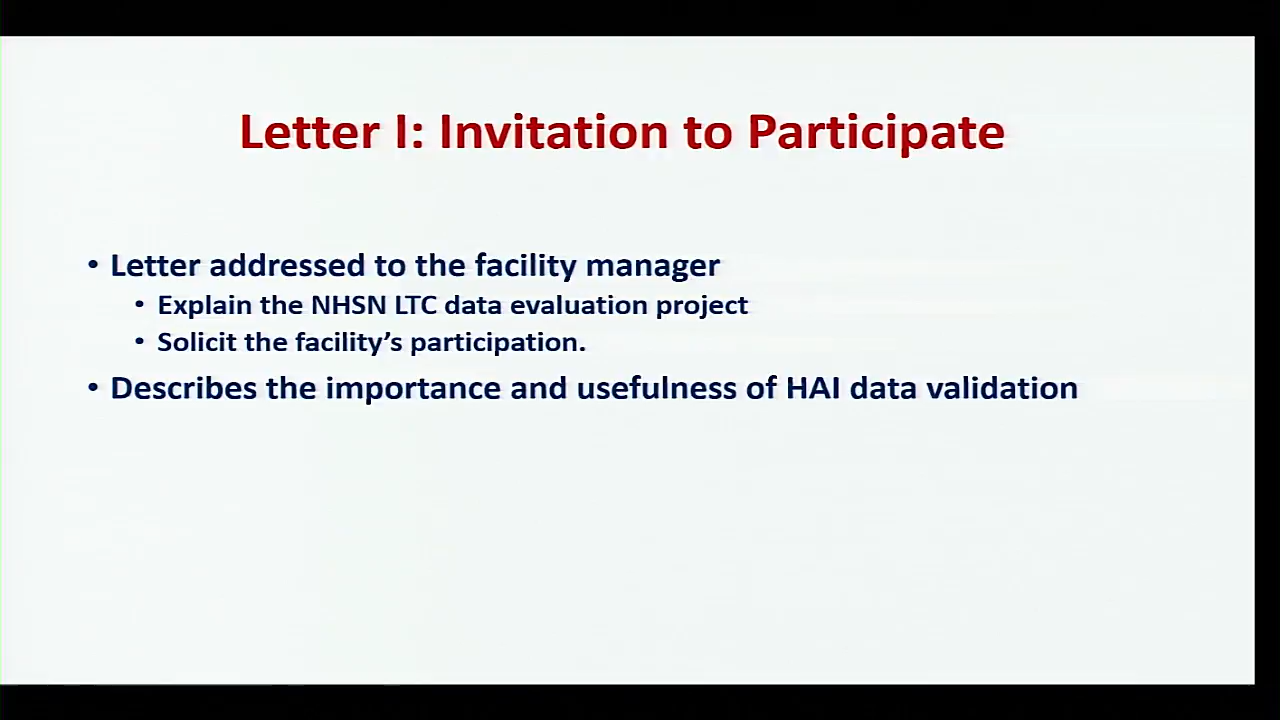 Letter I: Invitation to Participate
• Letter addressed to the facility manager
• Explain the NHSN LTC data evaluation project
• Solicit the facility’s participation.
• Describes the importance and usefulness of HAI data validation